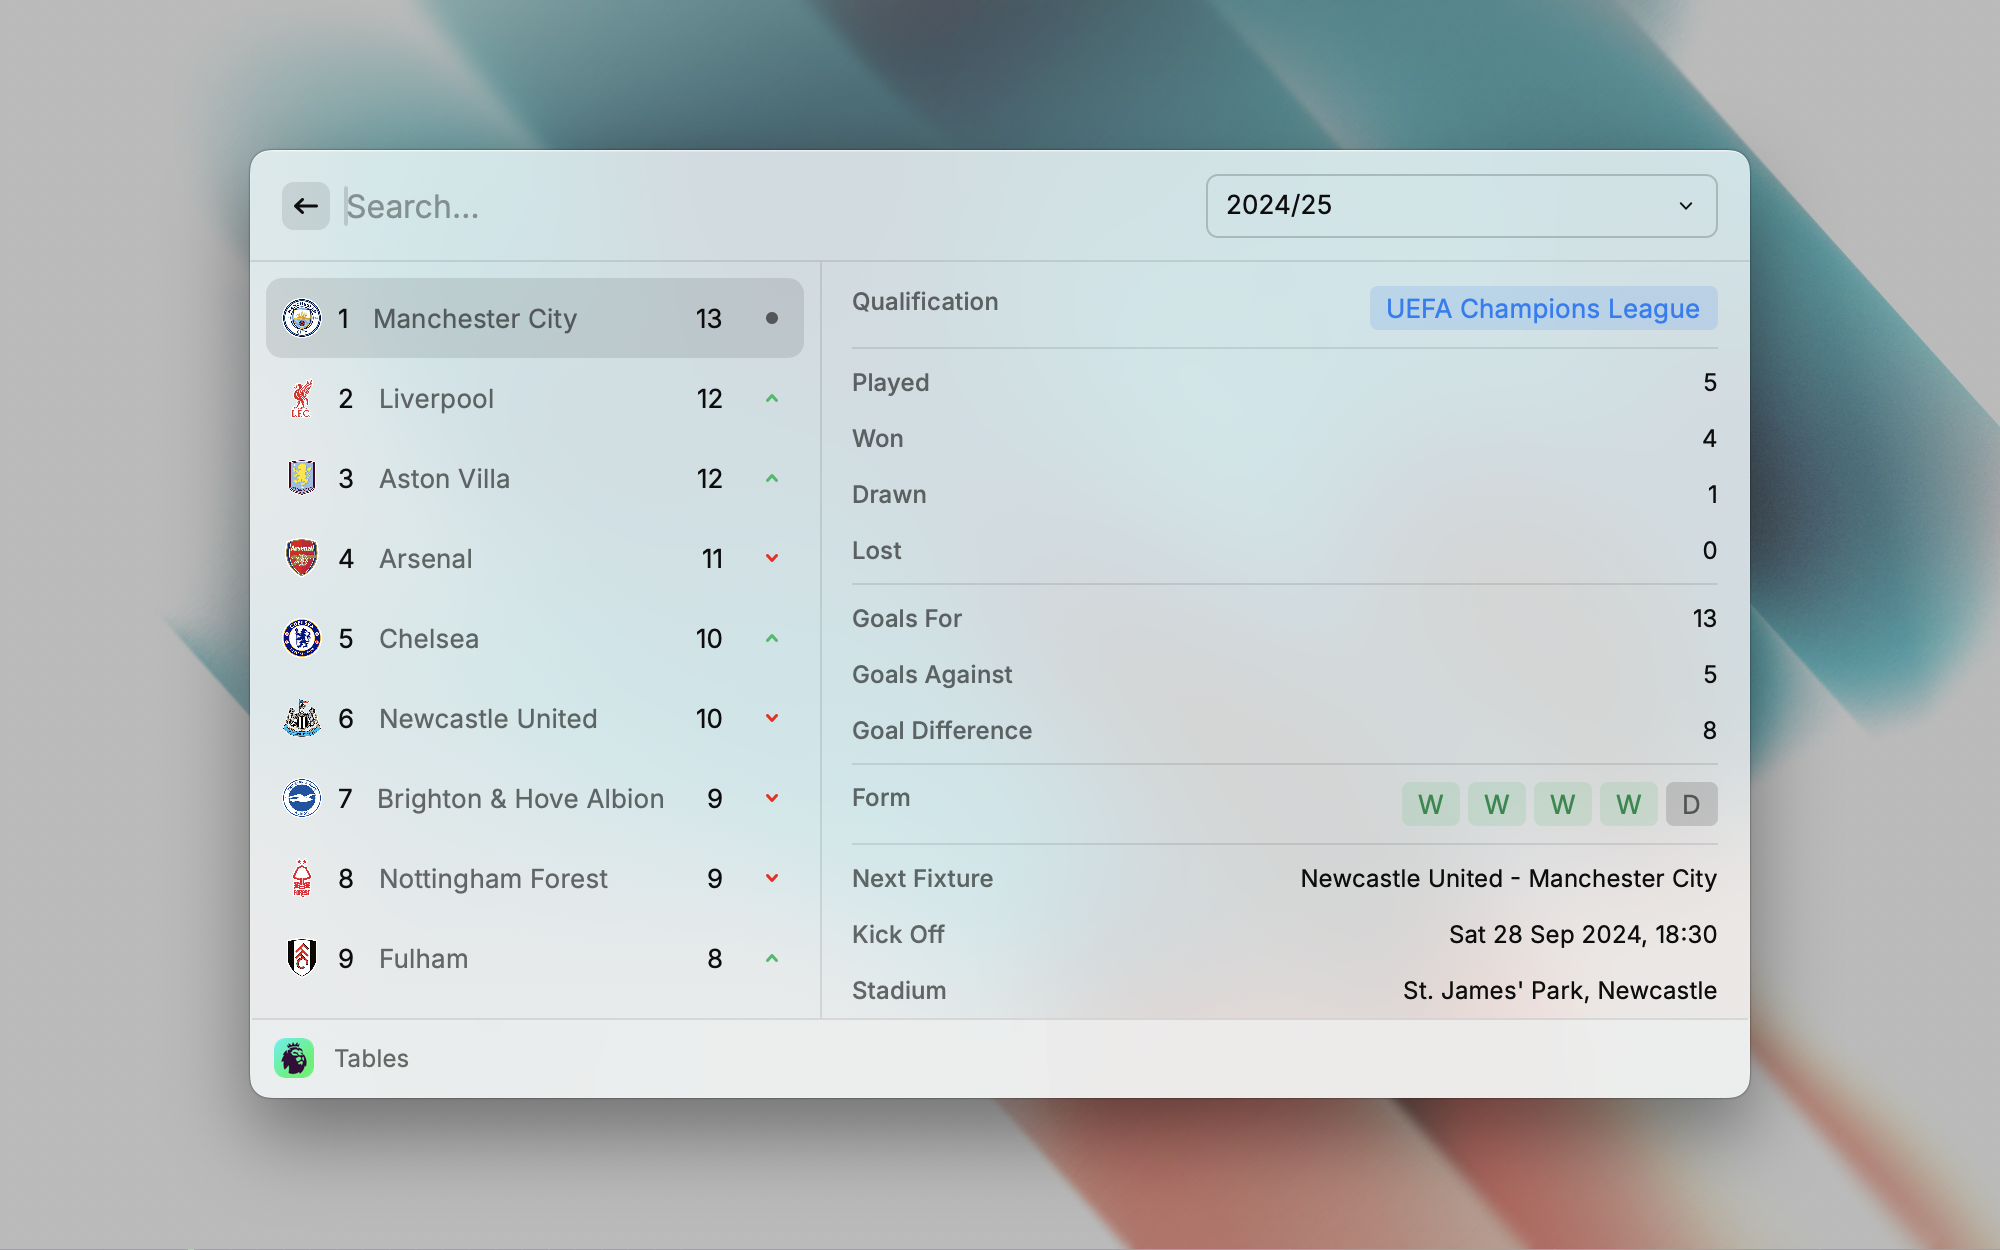 Search...
2024/25
1 Manchester City 13
2 Liverpool 12
3 Aston Villa 12
4 Arsenal 11
5 Chelsea 10
6 Newcastle United 10
7 Brighton & Hove Albion 9
8 Nottingham Forest 9
9 Fulham 8
Qualification UEFA Champions League
Played 5
Won 4
Drawn 1
Lost 0
Goals For 13
Goals Against 5
Goal Difference 8
Form W W W W D
Next Fixture Newcastle United - Manchester City
Kick Off Sat 28 Sep 2024, 18:30
Stadium St. James' Park, Newcastle
Tables